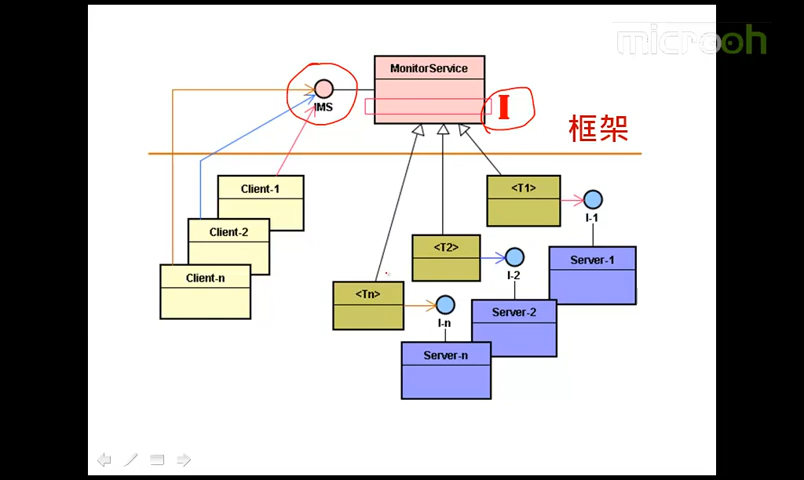 microoh
MonitorService
IMS
I
框架
Client-1
Client-2
Client-n
<T1>
I-1
Server-1
<T2>
I-2
Server-2
<Tn>
I-n
Server-n